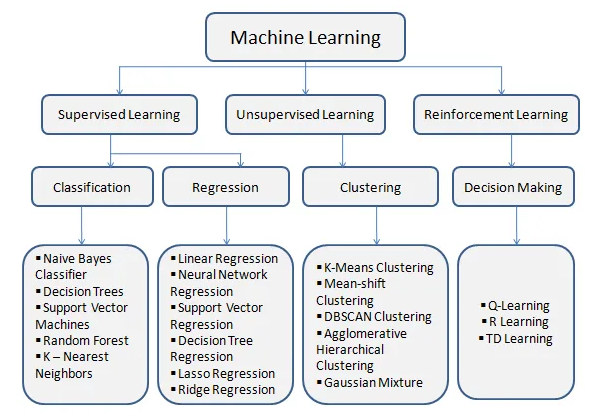 Machine Learning
Supervised Learning
Unsupervised Learning
Reinforcement Learning
Classification
Regression
Clustering
Decision Making
▪ Naive Bayes
Classifier
▪ Decision Trees
▪ Support Vector
Machines
▪ Random Forest
▪ K – Nearest
Neighbors
▪ Linear Regression
▪ Neural Network
Regression
▪ Support Vector
Regression
▪ Decision Tree
Regression
▪ Lasso Regression
▪ Ridge Regression
▪ K-Means Clustering
▪ Mean-shift
Clustering
▪ DBSCAN Clustering
▪ Agglomerative
Hierarchical
Clustering
▪ Gaussian Mixture
▪ Q-Learning
▪ R Learning
▪ TD Learning